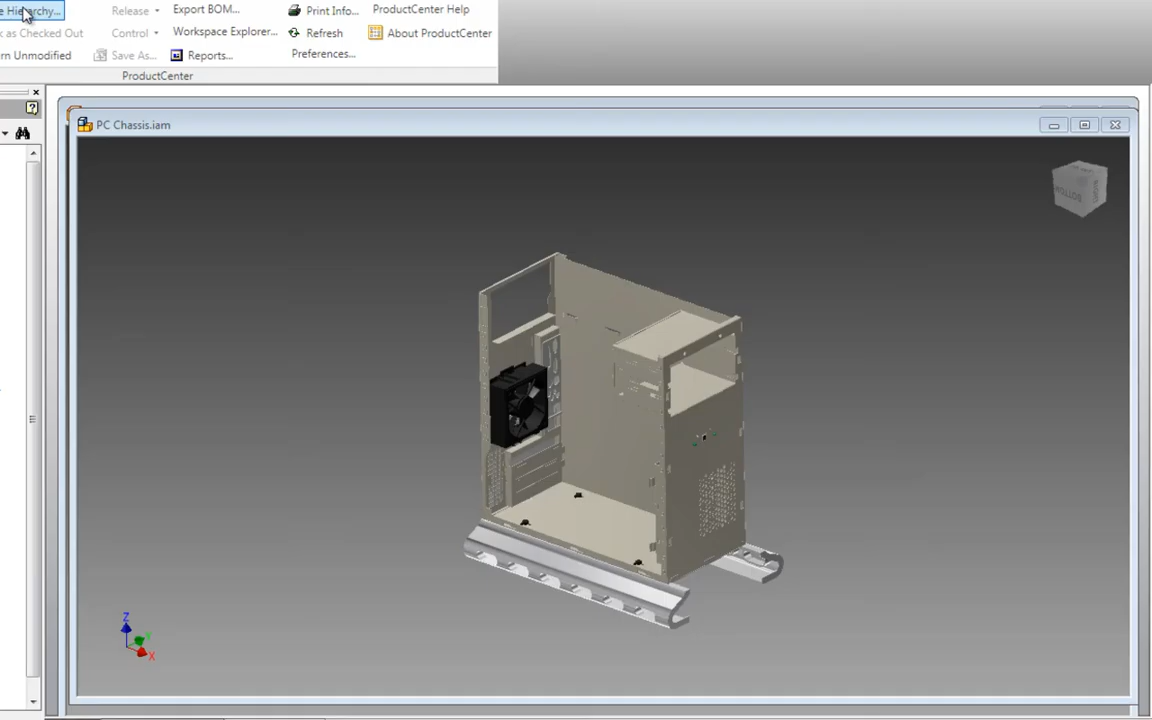 e Hierarchy...
Release
Export BOM...
Print Info...
ProductCenter Help
k as Checked Out
Control
Workspace Explorer...
Refresh
About ProductCenter
rn Unmodified
Save As...
Reports...
Preferences...
ProductCenter
PC Chassis.iam
BOTTOM
Z
Y
X